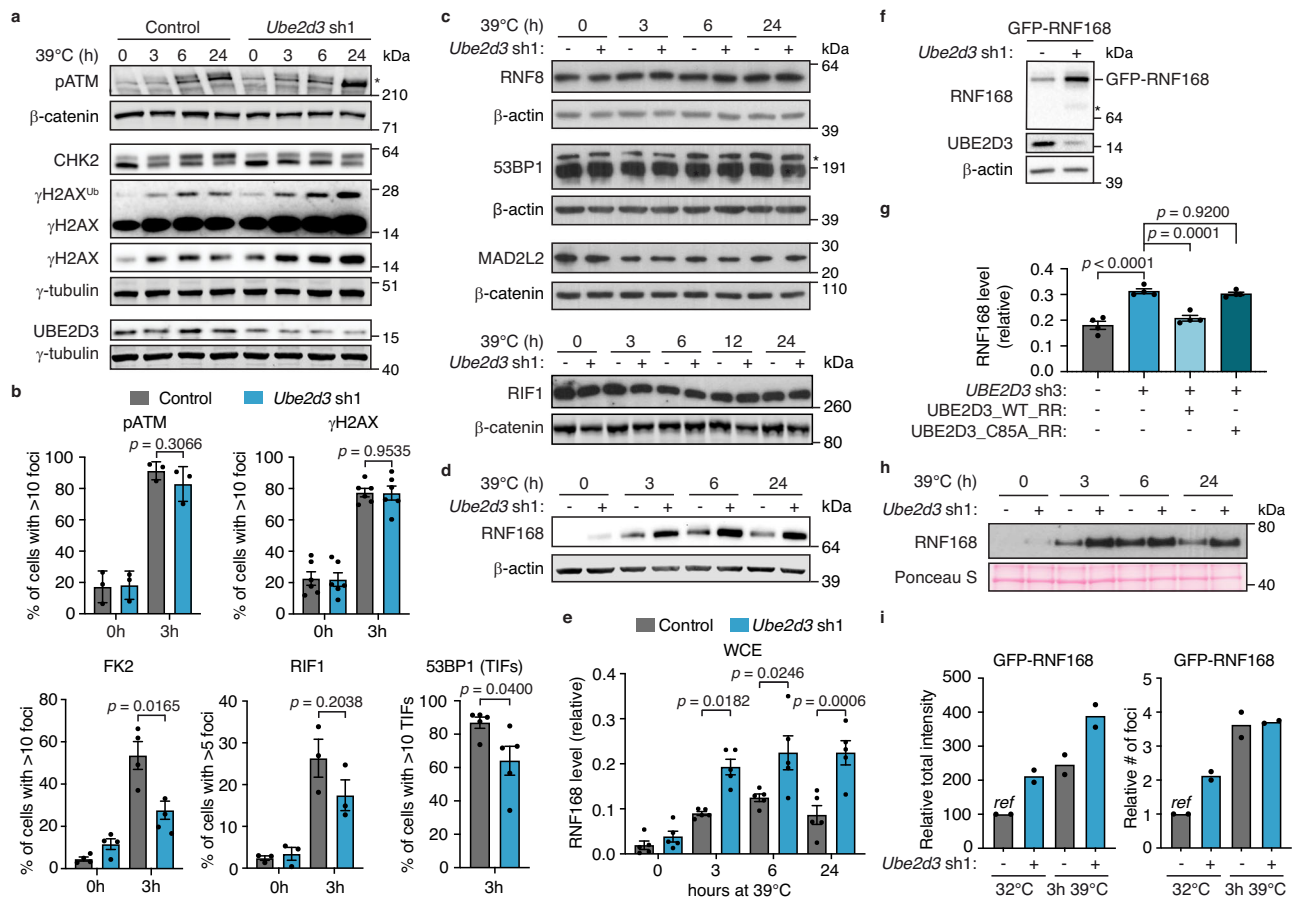 a
Control Ube2d3 sh1
39°C (h) 0 3 6 24 0 3 6 24 kDa
pATM *
210
β-catenin
71
CHK2 64
γH2AXUb 28
γH2AX
14
γH2AX
14
γ-tubulin 51
UBE2D3
15
γ-tubulin
40
b
Control Ube2d3 sh1
pATM
p = 0.3066
% of cells with >10 foci
100
80
60
40
20
0
0h 3h
γH2AX
p = 0.9535
% of cells with >10 foci
100
80
60
40
20
0
0h 3h
FK2
p = 0.0165
% of cells with >10 foci
80
60
40
20
0
0h 3h
RIF1
p = 0.2038
% of cells with >5 foci
40
30
20
10
0
0h 3h
53BP1 (TIFs)
p = 0.0400
% of cells with >10 TIFs
100
80
60
40
20
0
3h
c
39°C (h) 0 3 6 24
Ube2d3 sh1: - + - + - + - + kDa
RNF8 64
β-actin
39
53BP1 *
191
β-actin
39
MAD2L2 30
20
β-catenin 110
39°C (h) 0 3 6 12 24
Ube2d3 sh1: - + - + - + - + - + kDa
RIF1
260
β-catenin
80
d
39°C (h) 0 3 6 24
Ube2d3 sh1: - + - + - + - + kDa
RNF168
64
β-actin
39
e
Control Ube2d3 sh1
WCE
p = 0.0182
p = 0.0246
p = 0.0006
RNF168 level (relative)
0.4
0.3
0.2
0.1
0.0
0 3 6 24
hours at 39°C
f
GFP-RNF168
Ube2d3 sh1: - + kDa
RNF168
GFP-RNF168
*
64
UBE2D3
14
β-actin
39
g
p = 0.9200
p = 0.0001
p < 0.0001
RNF168 level
(relative)
0.4
0.3
0.2
0.1
0.0
UBE2D3 sh3: - + + +
UBE2D3_WT_RR: - - + -
UBE2D3_C85A_RR: - - - +
h
39°C (h) 0 3 6 24
Ube2d3 sh1: - + - + - + - + kDa
80
RNF168
60
Ponceau S
40
i
GFP-RNF168
Relative total intensity
500
400
300
200
100
0
ref
Ube2d3 sh1: - + - +
32°C 3h 39°C
GFP-RNF168
Relative # of foci
5
4
3
2
1
0
ref
- + - +
32°C 3h 39°C